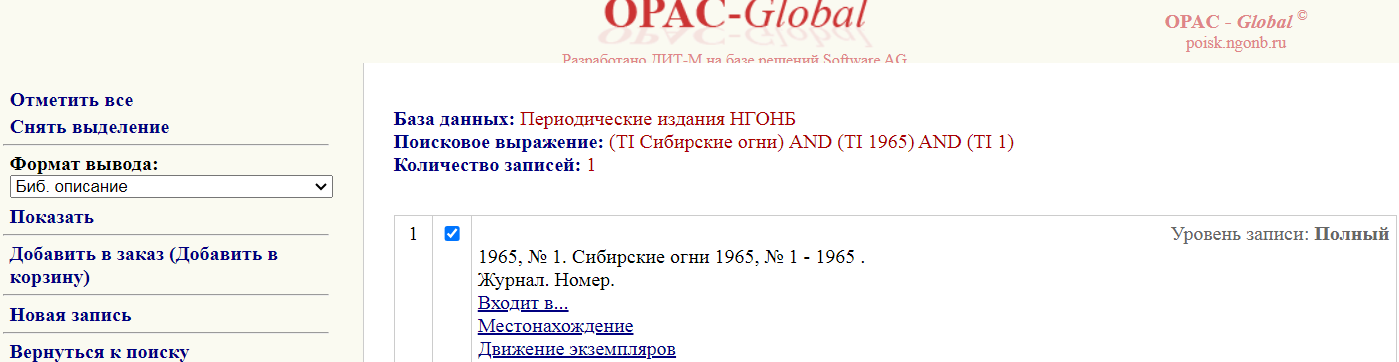 OPAC-Global
Разработано ДИТ-М на базе решений Software AG
OPAC - Global ©
poisk.ngonb.ru
Отметить все
Снять выделение
Формат вывода:
Биб. описание
Показать
Добавить в заказ (Добавить в
корзину)
Новая запись
Вернуться к поиску
База данных: Периодические издания НГОНБ
Поисковое выражение: (TI Сибирские огни) AND (TI 1965) AND (TI 1)
Количество записей: 1
1
Уровень записи: Полный
1965, № 1. Сибирские огни 1965, № 1 - 1965 .
Журнал. Номер.
Входит в...
Местонахождение
Движение экземпляров